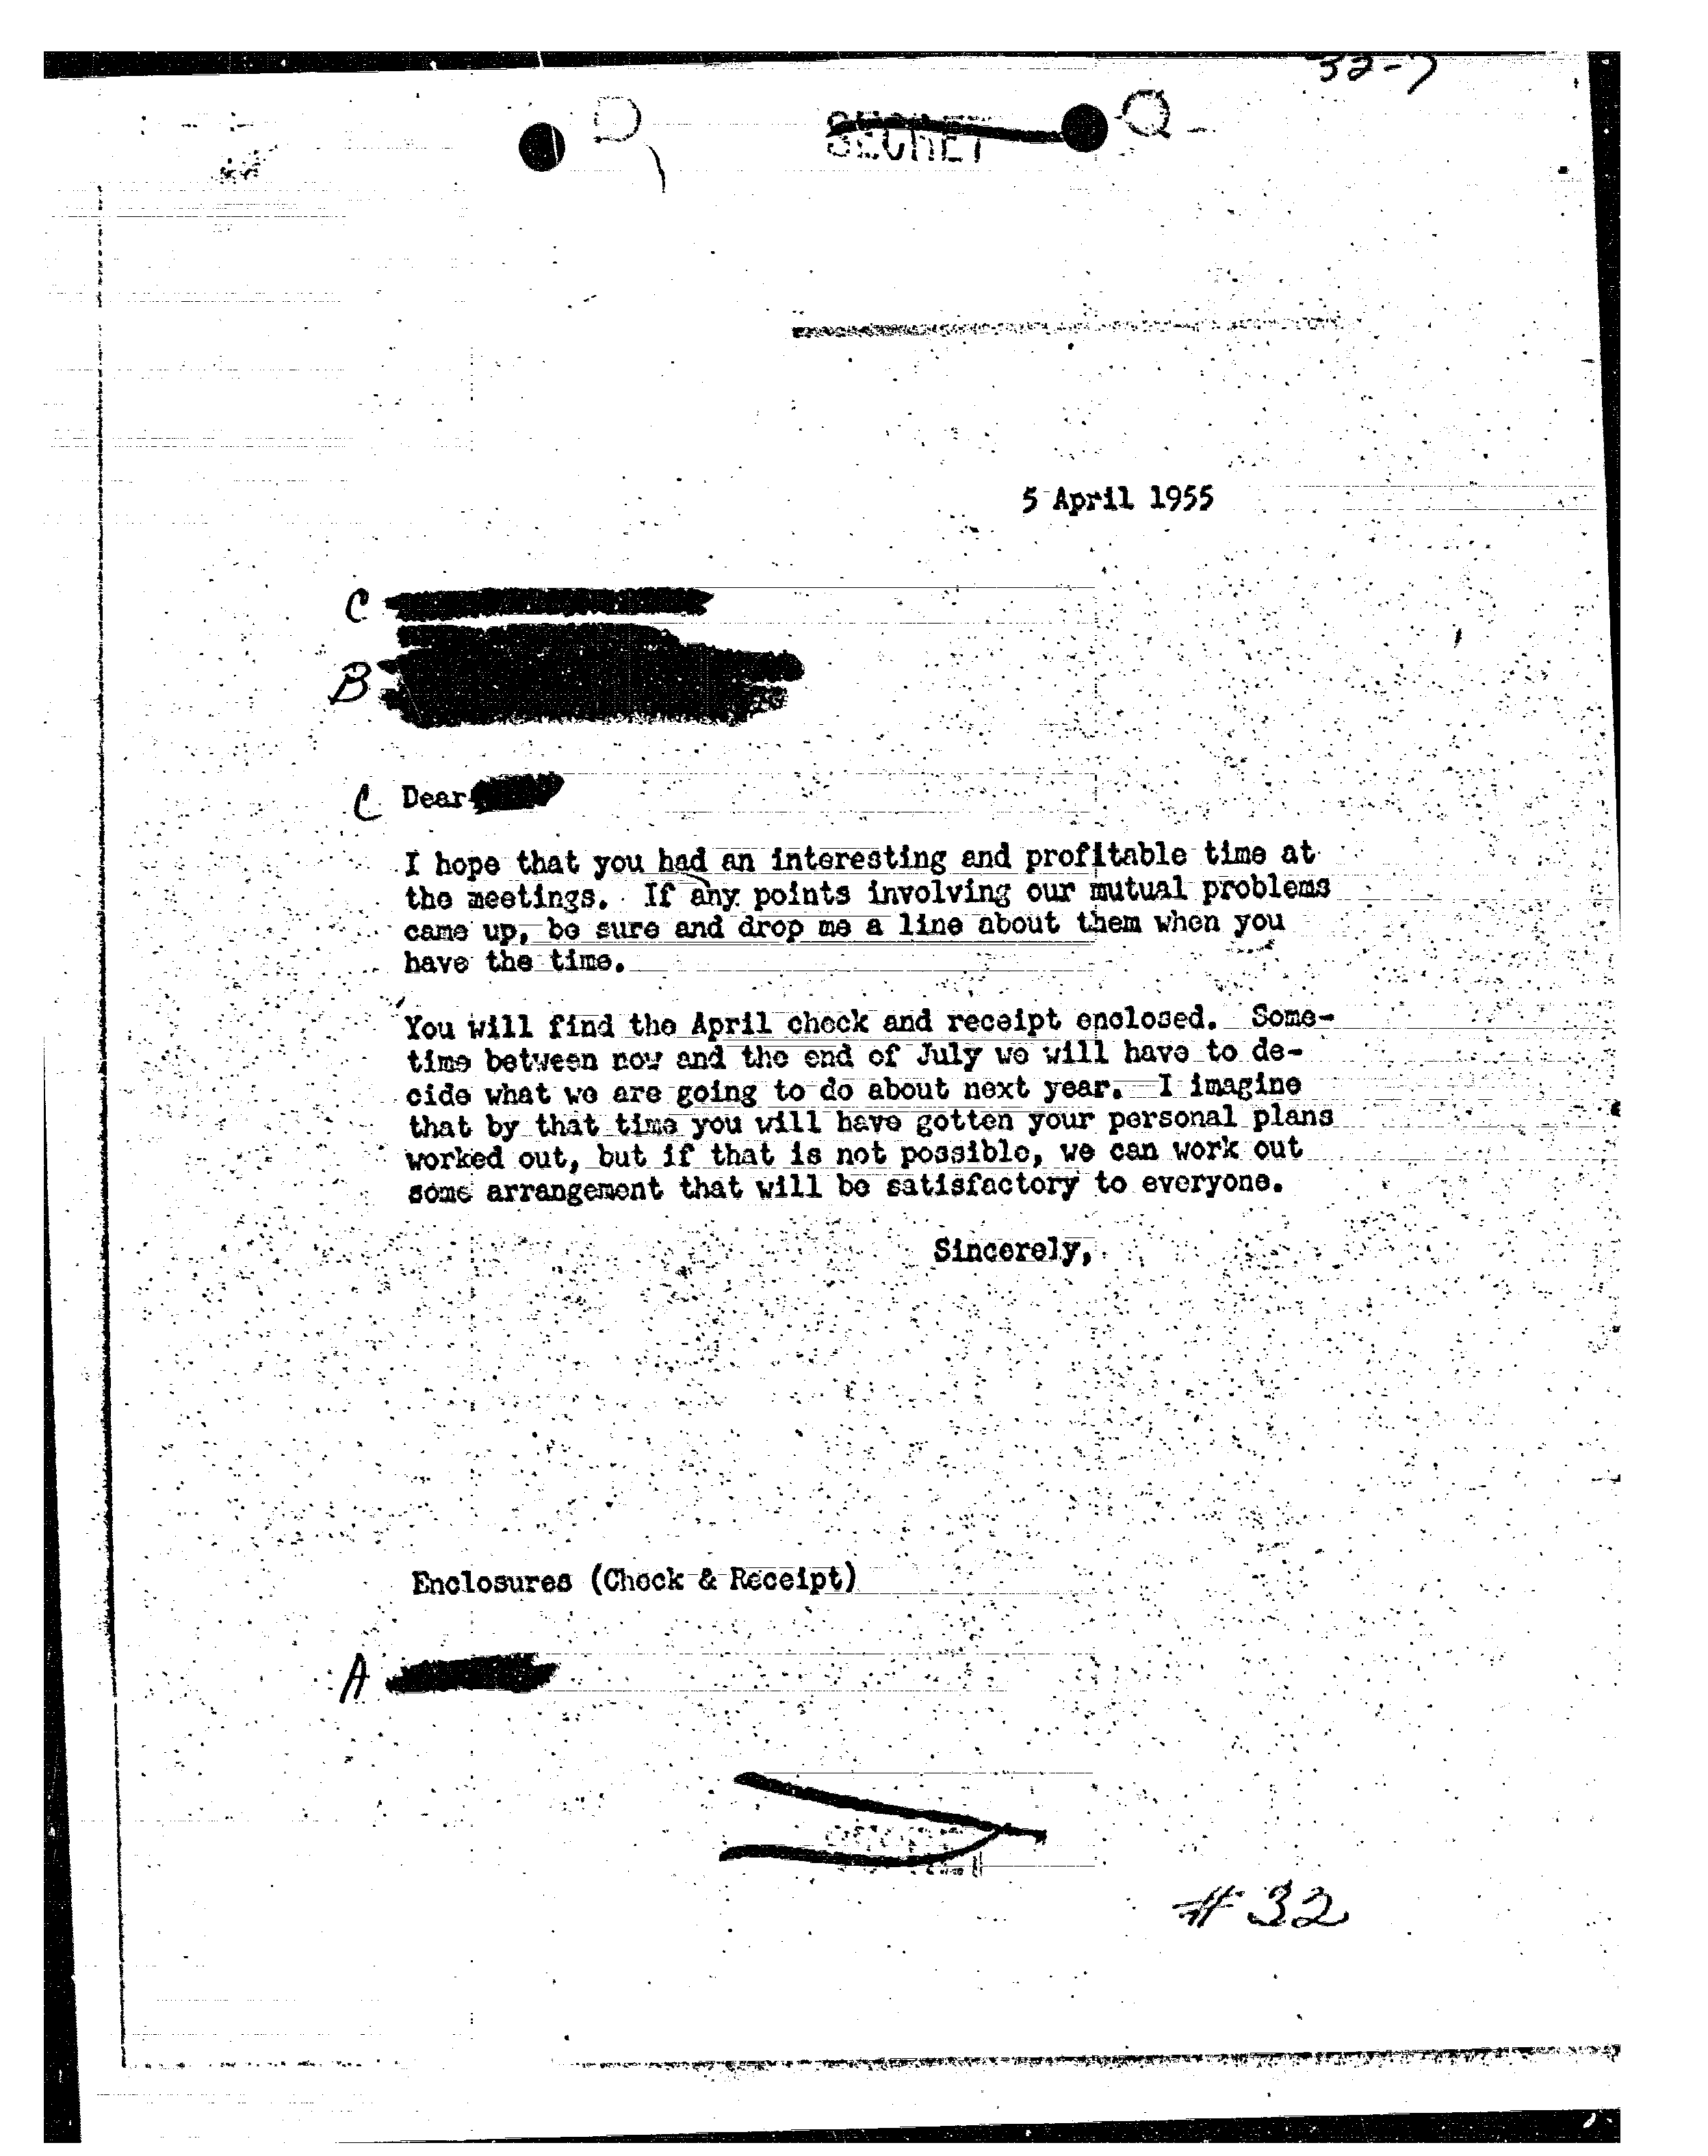 32-7
SECRET
5 April 1955
C
B
C Dear
I hope that you had an interesting and profitable time at
the meetings. If any points involving our mutual problems
came up, be sure and drop me a line about them when you
have the time.
You will find the April check and receipt enclosed. Some-
time between now and the end of July we will have to de-
cide what we are going to do about next year. I imagine
that by that time you will have gotten your personal plans
worked out, but if that is not possible, we can work out
some arrangement that will be satisfactory to everyone.
Sincerely,
Enclosures (Check & Receipt)
A
#32